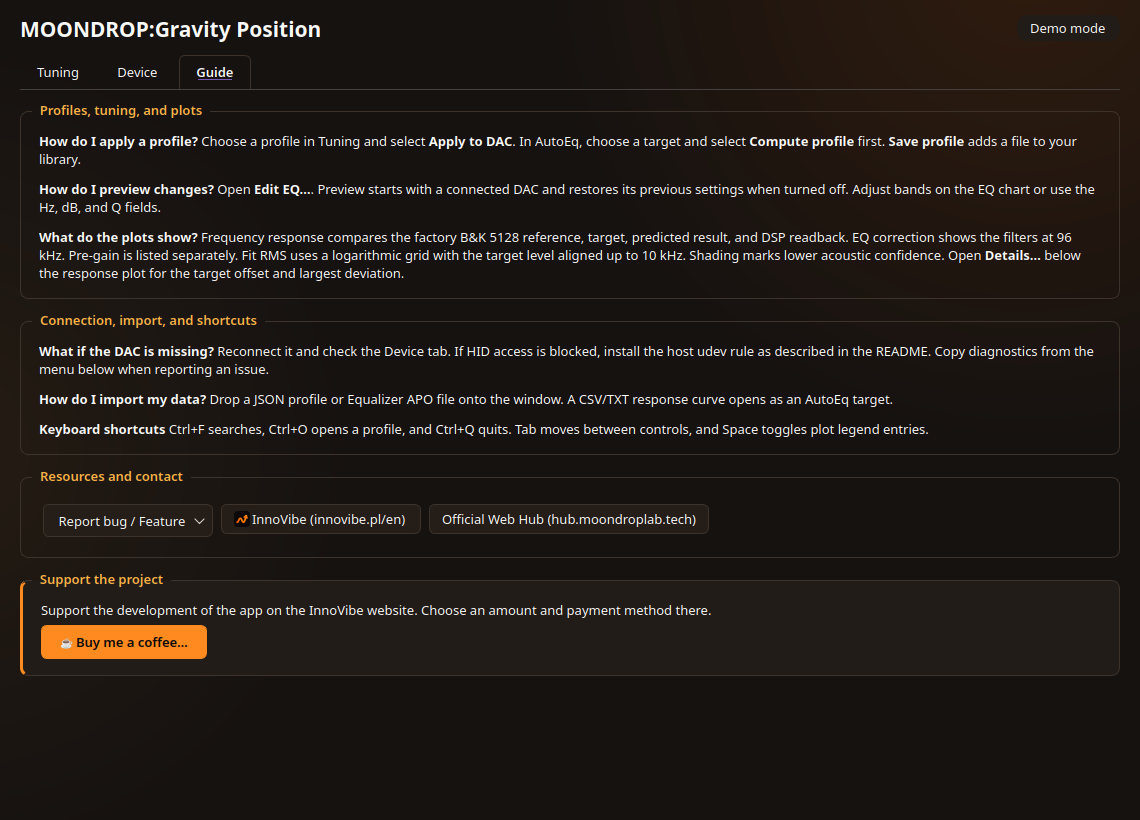 MOONDROP:Gravity Position
Demo mode
Tuning
Device
Guide
Profiles, tuning, and plots
How do I apply a profile? Choose a profile in Tuning and select Apply to DAC. In AutoEq, choose a target and select Compute profile first. Save profile adds a file to your
library.
How do I preview changes? Open Edit EQ.... Preview starts with a connected DAC and restores its previous settings when turned off. Adjust bands on the EQ chart or use the
Hz, dB, and Q fields.
What do the plots show? Frequency response compares the factory B&K 5128 reference, target, predicted result, and DSP readback. EQ correction shows the filters at 96
kHz. Pre-gain is listed separately. Fit RMS uses a logarithmic grid with the target level aligned up to 10 kHz. Shading marks lower acoustic confidence. Open Details... below
the response plot for the target offset and largest deviation.
Connection, import, and shortcuts
What if the DAC is missing? Reconnect it and check the Device tab. If HID access is blocked, install the host udev rule as described in the README. Copy diagnostics from the
menu below when reporting an issue.
How do I import my data? Drop a JSON profile or Equalizer APO file onto the window. A CSV/TXT response curve opens as an AutoEq target.
Keyboard shortcuts Ctrl+F searches, Ctrl+O opens a profile, and Ctrl+Q quits. Tab moves between controls, and Space toggles plot legend entries.
Resources and contact
Report bug / Feature
InnoVibe (innovibe.pl/en)
Official Web Hub (hub.moondroplab.tech)
Support the project
Support the development of the app on the InnoVibe website. Choose an amount and payment method there.
☕ Buy me a coffee...